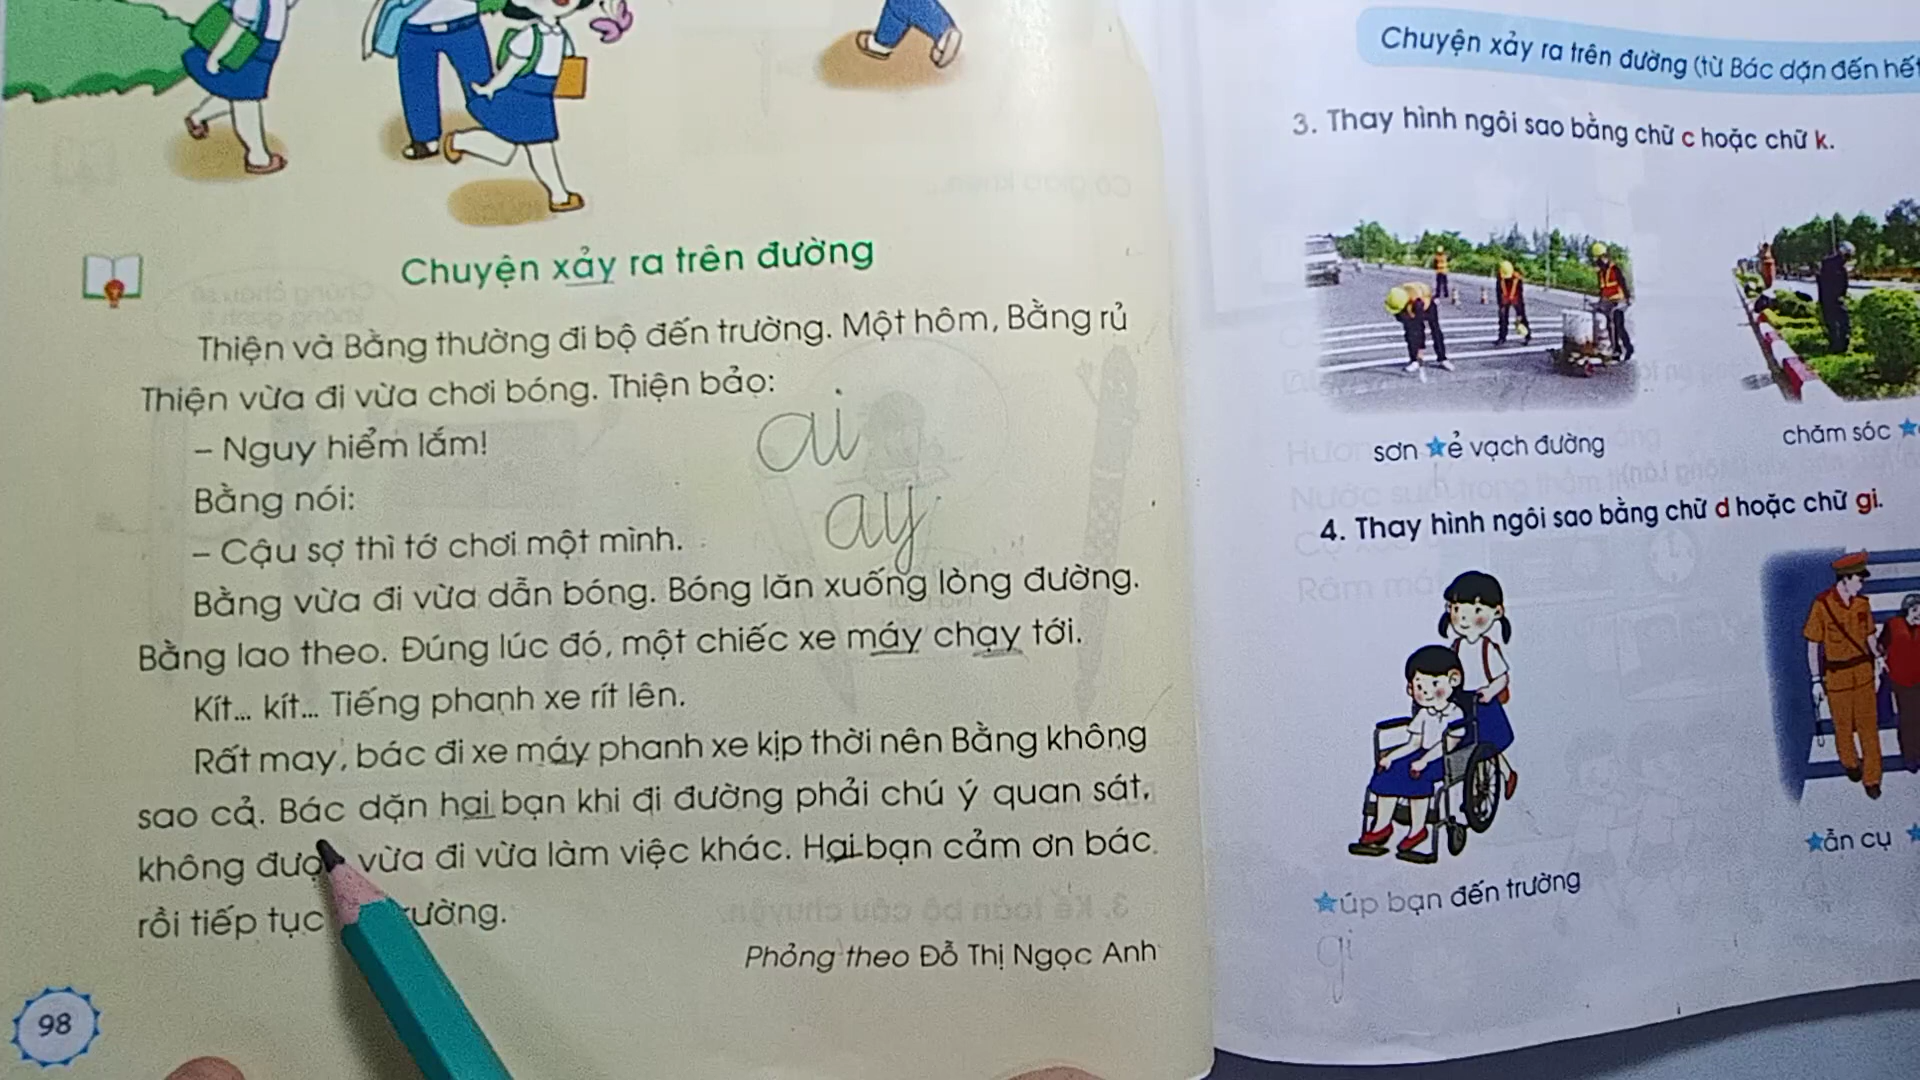 Chuyện xảy ra trên đường
Thiện và Bằng thường đi bộ đến trường. Một hôm, Bằng rủ
Thiện vừa đi vừa chơi bóng. Thiện bảo:
– Nguy hiểm lắm!
Bằng nói:
– Cậu sợ thì tớ chơi một mình.
Bằng vừa đi vừa dẫn bóng. Bóng lăn xuống lòng đường.
Bằng lao theo. Đúng lúc đó, một chiếc xe máy chạy tới.
Kít... kít... Tiếng phanh xe rít lên.
Rất may, bác đi xe máy phanh xe kịp thời nên Bằng không
sao cả. Bác dặn hai bạn khi đi đường phải chú ý quan sát,
không vừa đi vừa làm việc khác. Hai bạn cảm ơn bác
rồi tiếp tục
Phỏng theo Đỗ Thị Ngọc Anh
98
ai
ay
Chuyện xảy ra trên đường (từ Bác dặn đến hết
3. Thay hình ngôi sao bằng chữ c hoặc chữ k.
sơn ★ẻ vạch đường
chăm sóc ★
4. Thay hình ngôi sao bằng chữ d hoặc chữ gi.
★úp bạn đến trường
★ẫn cụ ★
gi